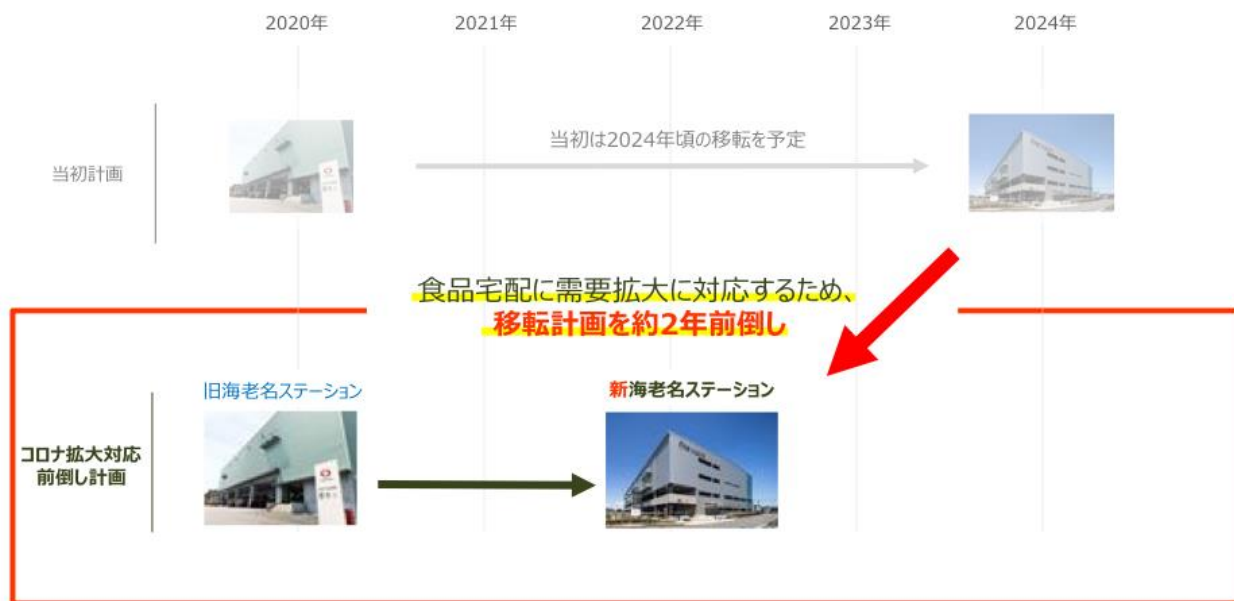 2020年
2021年
2022年
2023年
2024年
当初計画
当初は2024年頃の移転を予定
食品宅配に需要拡大に対応するため、
移転計画を約2年前倒し
コロナ拡大対応
前倒し計画
旧海老名ステーション
新海老名ステーション